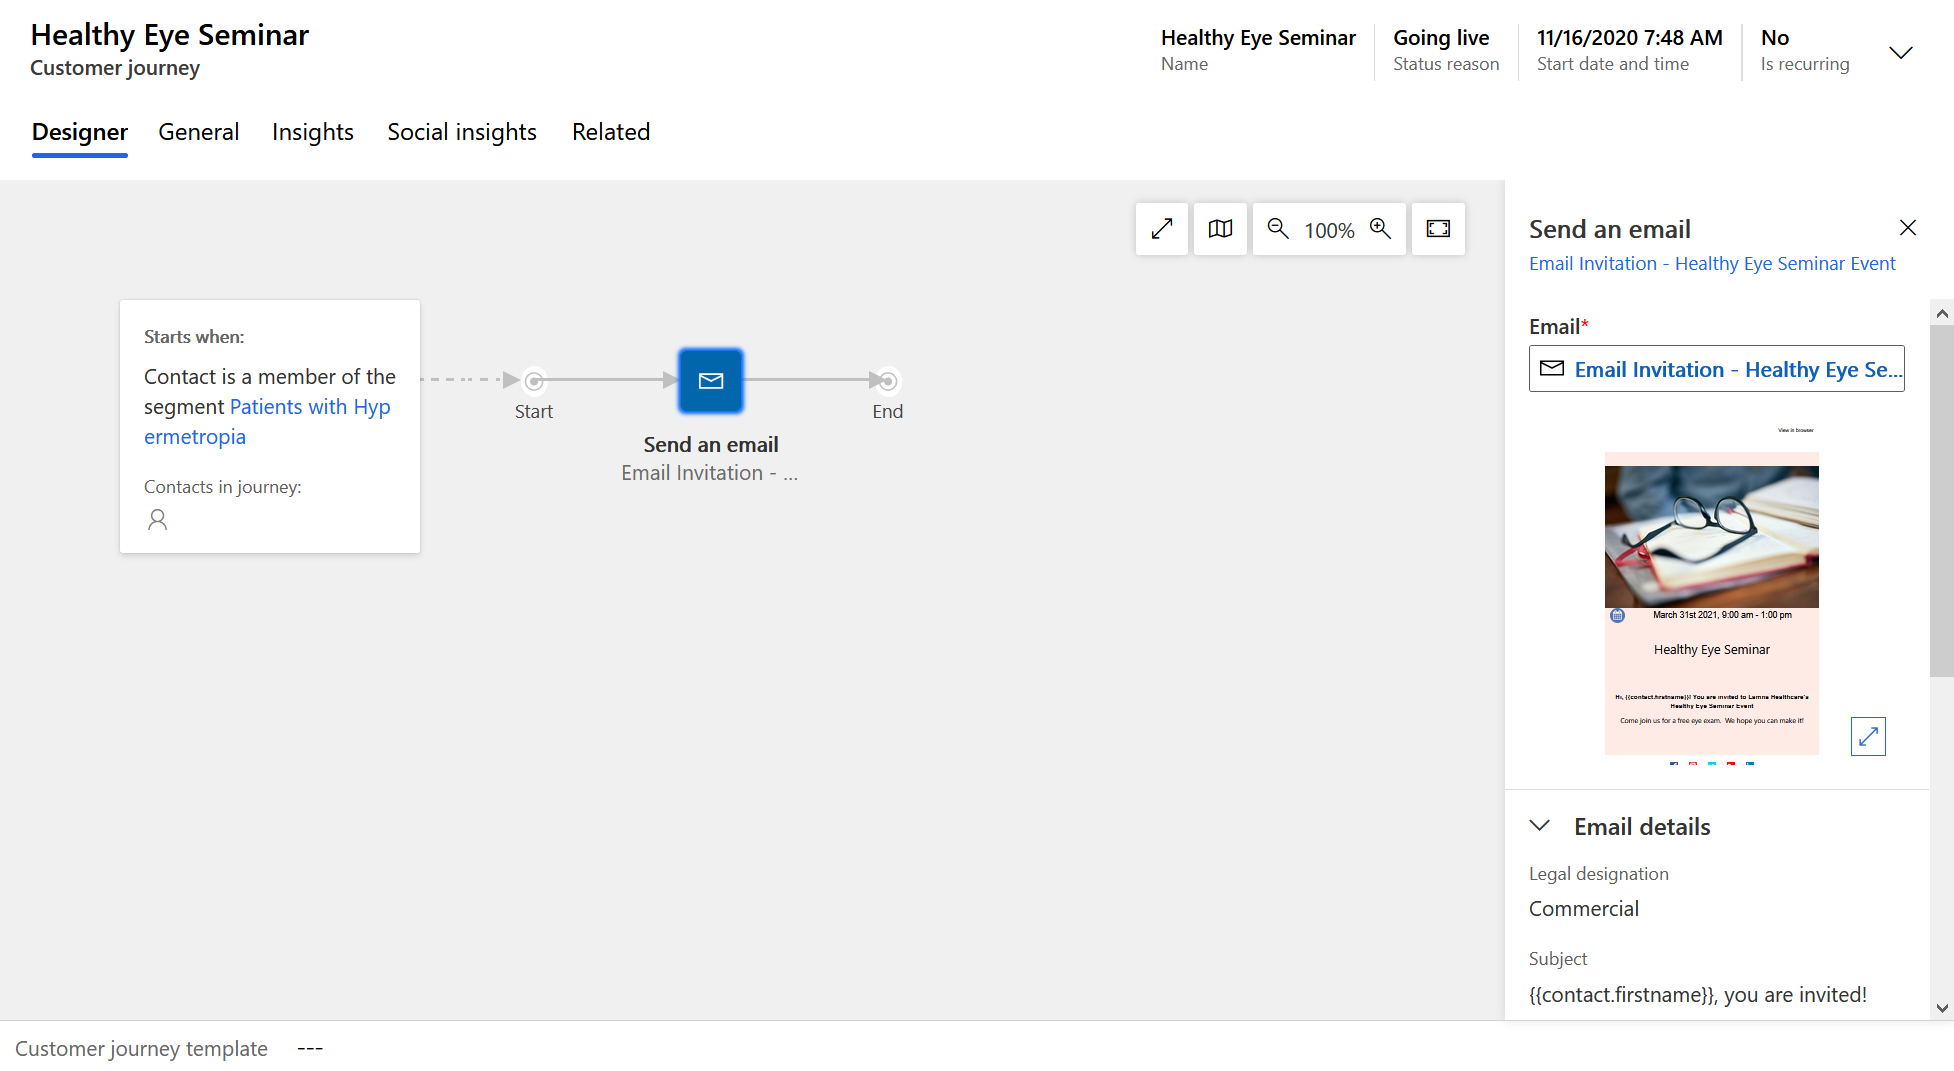 Healthy Eye Seminar
Customer journey
Healthy Eye Seminar
Name
Going live
Status reason
11/16/2020 7:48 AM
Start date and time
No
Is recurring
Designer
General
Insights
Social insights
Related
100%
Starts when:
Contact is a member of the
segment Patients with Hyp
ermetropia
Contacts in journey:
Start
Send an email
Email Invitation - ...
End
Send an email
Email Invitation - Healthy Eye Seminar Event
Email*
Email Invitation - Healthy Eye Se...
View in browser
March 31st 2021, 9:00 am - 1:00 pm
Healthy Eye Seminar
Hi, {{contact.firstname}}! You are invited to Lamna Healthcare's
Healthy Eye Seminar Event
Come join us for a free eye exam. We hope you can make it!
Email details
Legal designation
Commercial
Subject
{{contact.firstname}}, you are invited!
Customer journey template
---